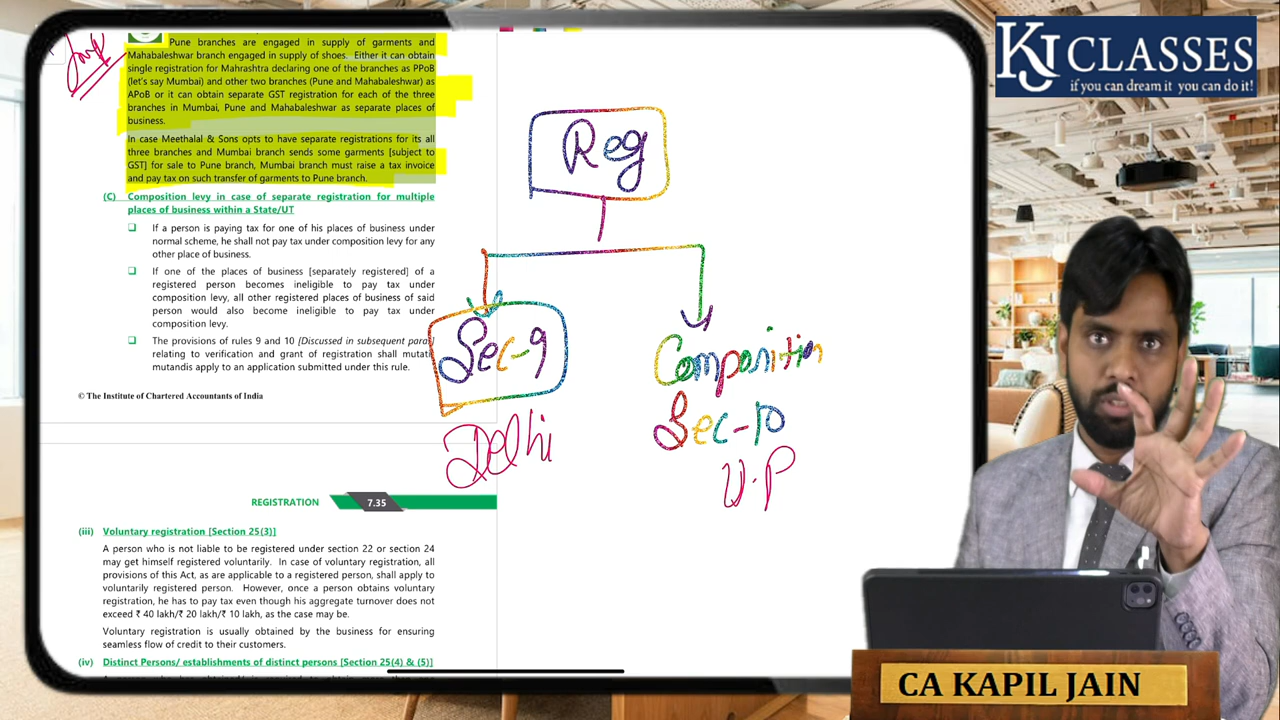 Pune branches are engaged in supply of garments and
Mahabaleshwar branch engaged in supply of shoes. Either it can obtain
single registration for Maharashtra declaring one of the branches as PPoB
(let's say Mumbai) and other two branches (Pune and Mahabaleshwar) as
APoB or it can obtain separate GST registration for each of the three
branches in Mumbai, Pune and Mahabaleshwar as separate places of
business.
In case Meethalal & Sons opts to have separate registrations for its all
three branches and Mumbai branch sends some garments [subject to
GST] for sale to Pune branch, Mumbai branch must raise a tax invoice
and pay tax on such transfer of garments to Pune branch.
(C) Composition levy in case of separate registration for multiple
places of business within a State/UT
If a person is paying tax for one of his places of business under
normal scheme, he shall not pay tax under composition levy for any
other place of business.
If one of the places of business [separately registered] of a
registered person becomes ineligible to pay tax under
composition levy, all other registered places of business of said
person would also become ineligible to pay tax under
composition levy.
The provisions of rules 9 and 10 [Discussed in subsequent para]
relating to verification and grant of registration shall
mutandis apply to an application submitted under this rule.
© The Institute of Chartered Accountants of India
REGISTRATION 7.35
(iii) Voluntary registration [Section 25(3)]
A person who is not liable to be registered under section 22 or section 24
may get himself registered voluntarily. In case of voluntary registration, all
provisions of this Act, as are applicable to a registered person, shall apply to
voluntarily registered person. However, once a person obtains voluntary
registration, he has to pay tax even though his aggregate turnover does not
exceed ₹ 40 lakh/₹ 20 lakh/₹ 10 lakh, as the case may be.
Voluntary registration is usually obtained by the business for ensuring
seamless flow of credit to their customers.
(iv) Distinct Persons/ establishments of distinct persons [Section 25(4) & (5)]
Reg
Sec-9
Delhi
Composition
Sec-10
U.P
KJ CLASSES
if you can dream it you can do it!
CA KAPIL JAIN